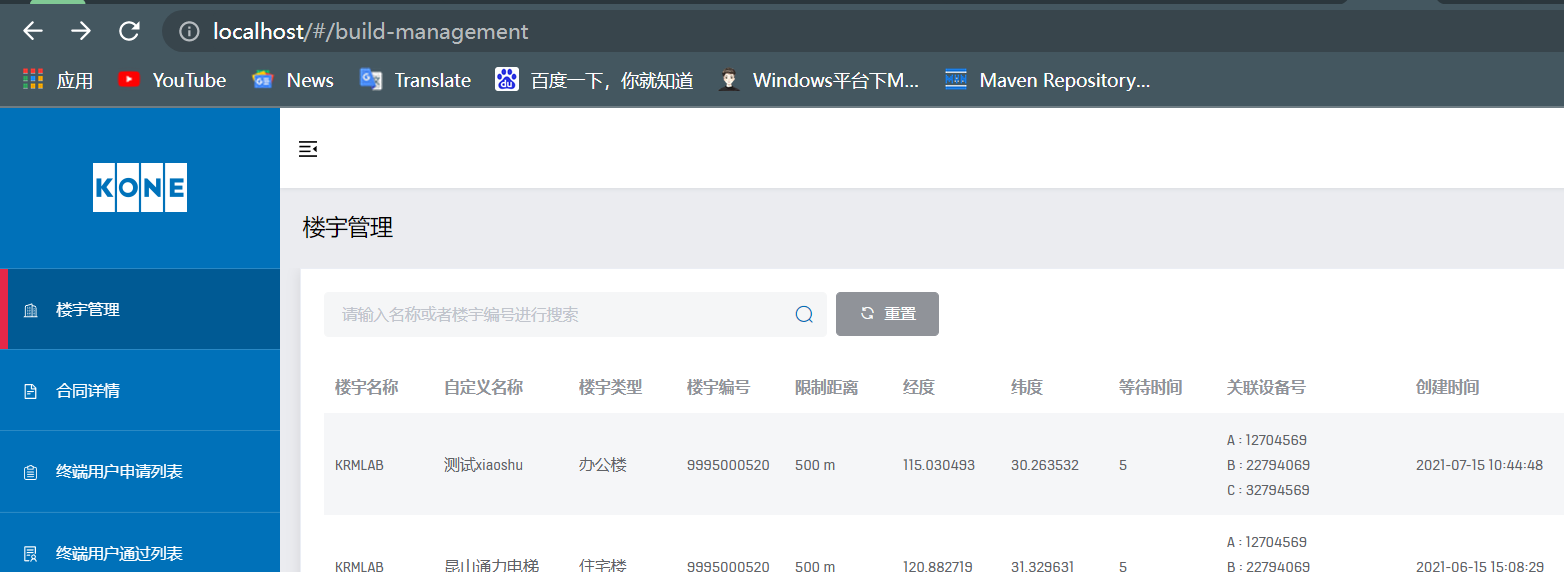 localhost/#/build-management
应用 YouTube News Translate 百度一下，你就知道 Windows平台下M... Maven Repository...
KONE
楼宇管理
合同详情
终端用户申请列表
终端用户通过列表
楼宇管理
请输入名称或者楼宇编号进行搜索 重置
楼宇名称 自定义名称 楼宇类型 楼宇编号 限制距离 经度 纬度 等待时间 关联设备号 创建时间
KRMLAB 测试xiaoshu 办公楼 9995000520 500 m 115.030493 30.263532 5 A : 12704569 2021-07-15 10:44:48
B : 22794069
C : 32794569
A : 12704569
KRMLAB 昆山通力电梯 住宅楼 9995000520 500 m 120.882719 31.329631 5 B : 22794069 2021-06-15 15:08:29